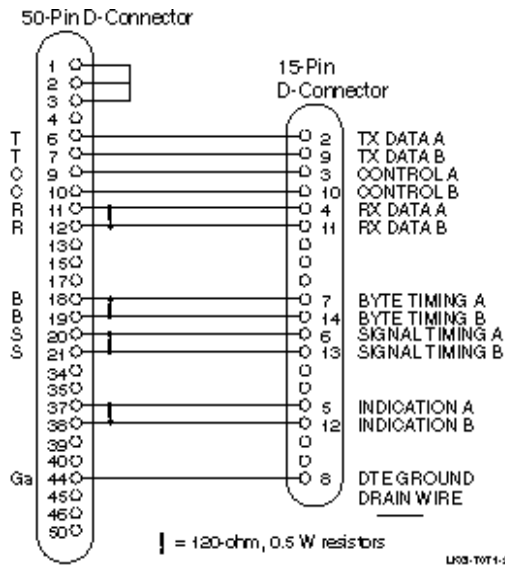 50-Pin D-Connector
15-Pin
D-Connector
1
2
3
4
T 6 2 TX DATA A
T 7 9 TX DATA B
C 9 3 CONTROL A
C 10 10 CONTROL B
R 11 4 RX DATA A
R 12 11 RX DATA B
13
15
17
B 18 7 BYTE TIMING A
B 19 14 BYTE TIMING B
S 20 6 SIGNAL TIMING A
S 21 13 SIGNAL TIMING B
34
35
37 5 INDICATION A
38 12 INDICATION B
39
40
Ga 44 8 DTE GROUND
45 DRAIN WIRE
46
50
= 120-ohm, 0.5 W resistors